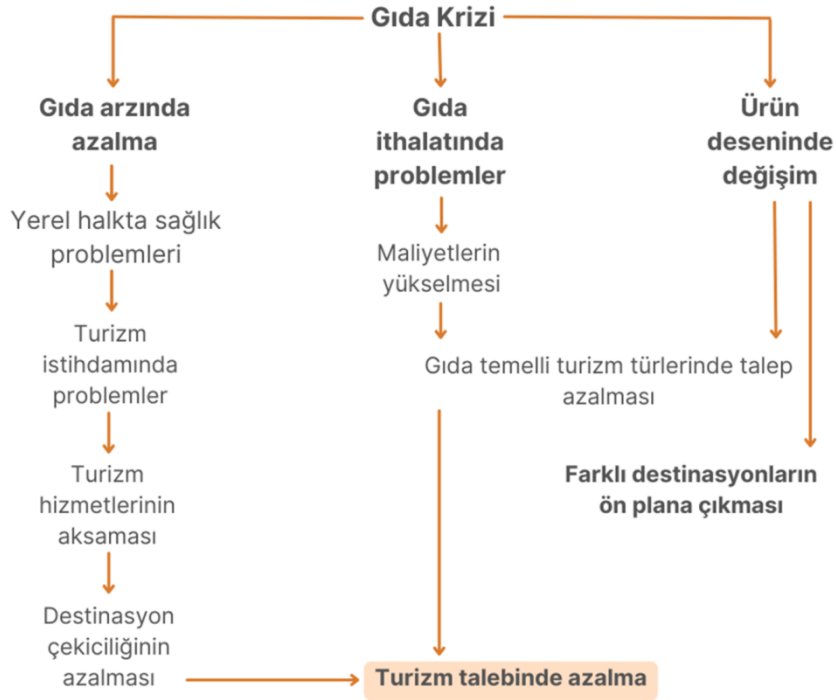 Gıda Krizi
Gıda arzında
azalma
Yerel halkta sağlık
problemleri
Turizm
istihdamında
problemler
Turizm
hizmetlerinin
aksaması
Destinasyon
çekiciliğinin
azalması
Gıda
ithalatında
problemler
Maliyetlerin
yükselmesi
Gıda temelli turizm türlerinde talep
azalması
Ürün
deseninde
değişim
Farklı destinasyonların
ön plana çıkması
Turizm talebinde azalma